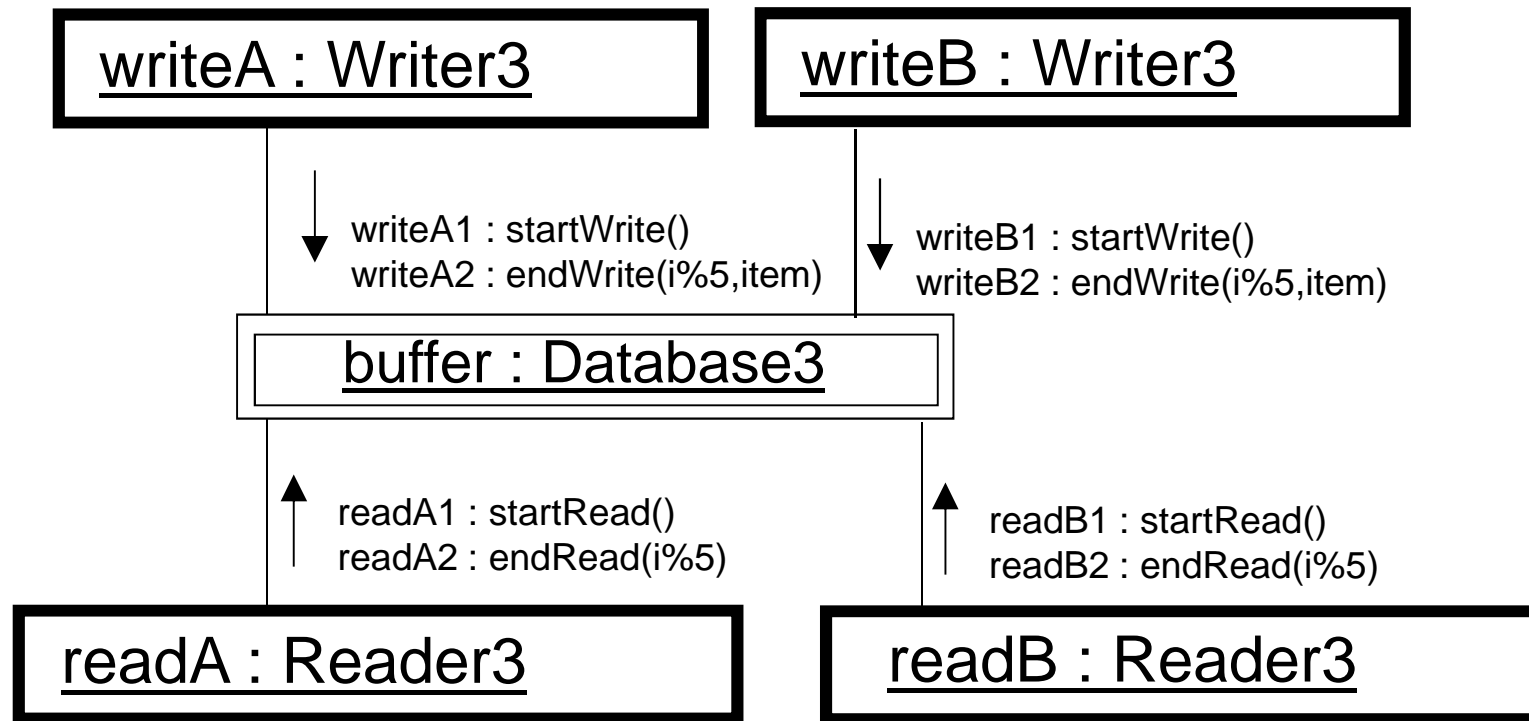 writeA : Writer3
writeB : Writer3
writeA1 : startWrite()
writeA2 : endWrite(i%5,item)
writeB1 : startWrite()
writeB2 : endWrite(i%5,item)
buffer : Database3
readA1 : startRead()
readA2 : endRead(i%5)
readB1 : startRead()
readB2 : endRead(i%5)
readA : Reader3
readB : Reader3